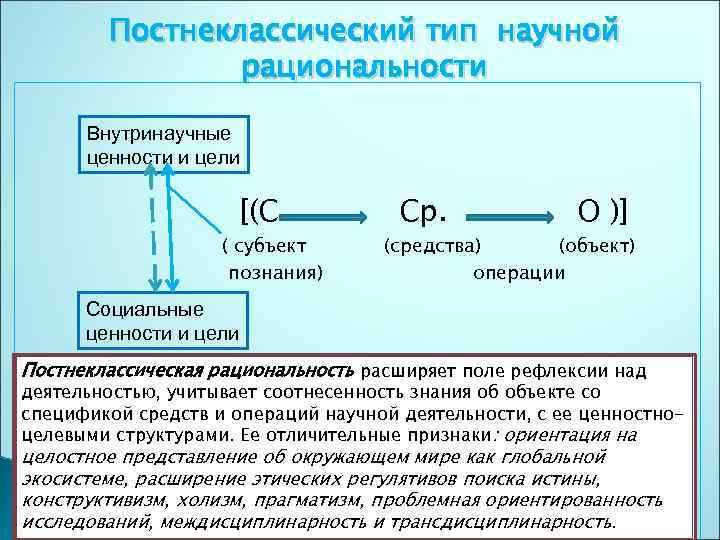 Постнеклассический тип научной
рациональности
Внутринаучные
ценности и цели
[(С Ср. О )]
( субъект (средства) (объект)
познания) операции
Социальные
ценности и цели
Постнеклассическая рациональность расширяет поле рефлексии над
деятельностью, учитывает соотнесенность знания об объекте со
спецификой средств и операций научной деятельности, с ее ценностно-
целевыми структурами. Ее отличительные признаки: ориентация на
целостное представление об окружающем мире как глобальной
экосистеме, расширение этических регулятивов поиска истины,
конструктивизм, холизм, прагматизм, проблемная ориентированность
исследований, междисциплинарность и трансдисциплинарность.